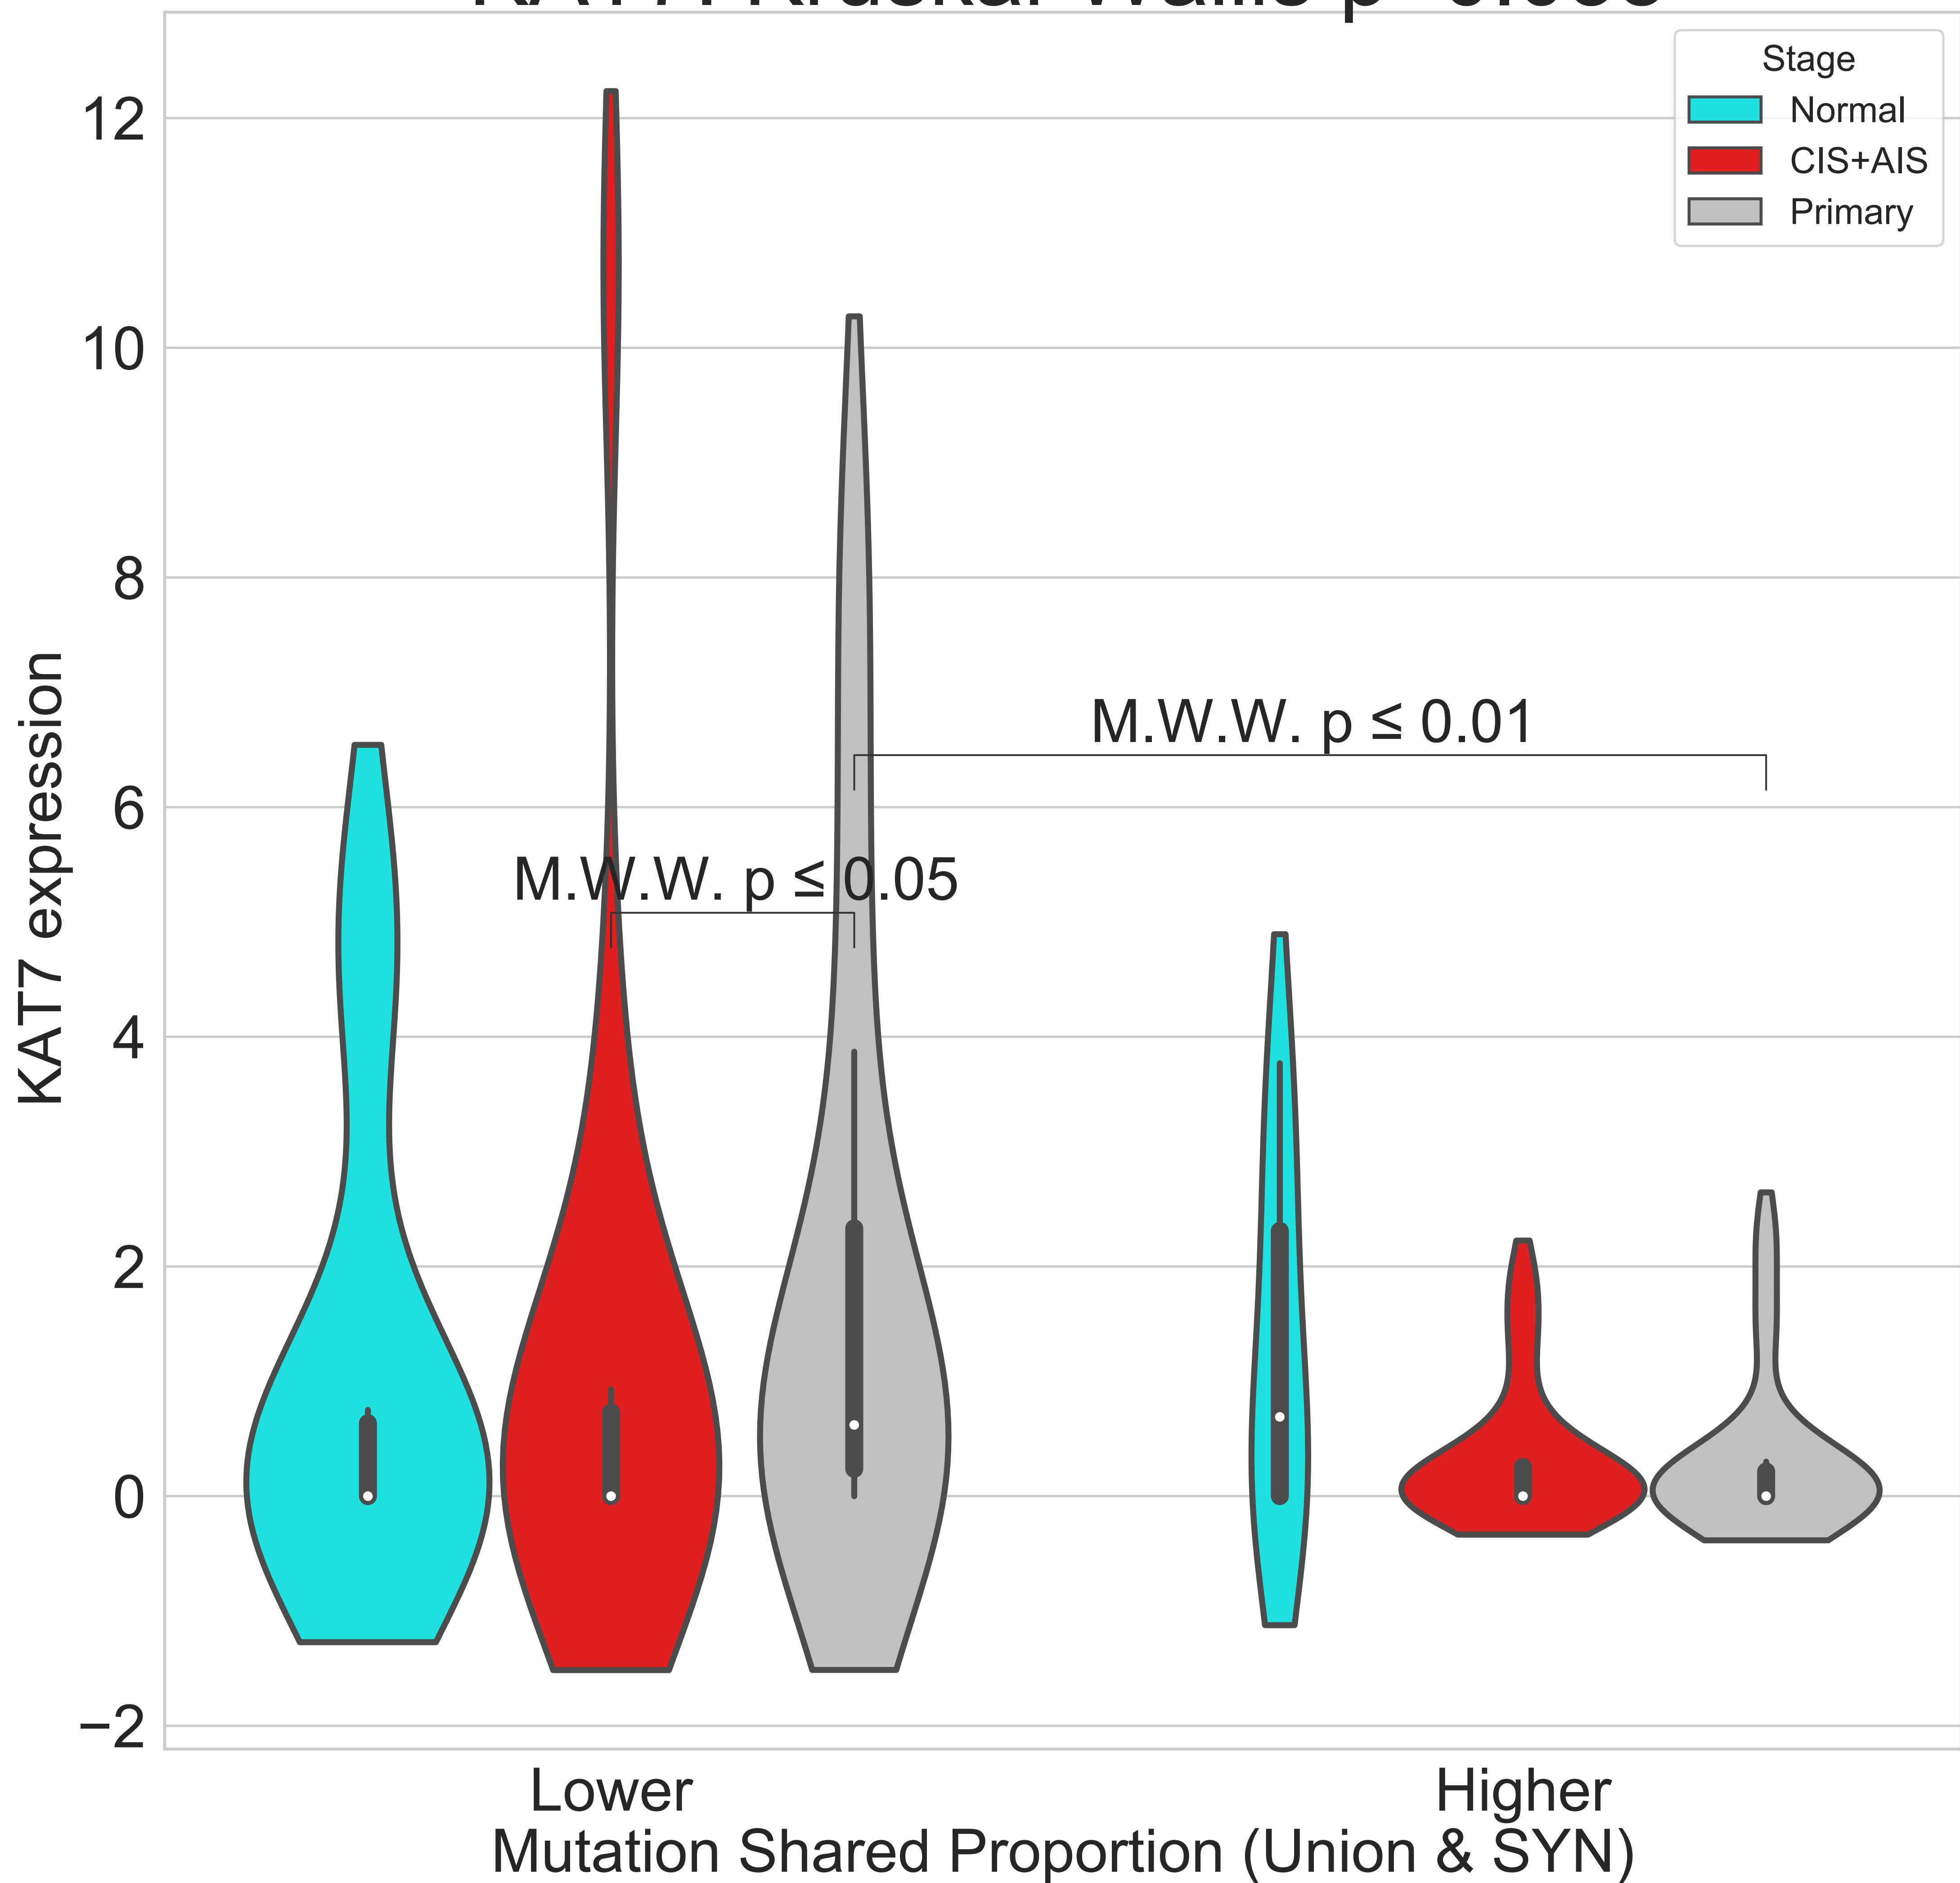 Stage
Normal
CIS+AIS
Primary
12
10
8
6
4
2
0
−2
KAT7 expression
M.W.W. p ≤ 0.01
M.W.W. p ≤ 0.05
Lower
Higher
Mutation Shared Proportion (Union & SYN)